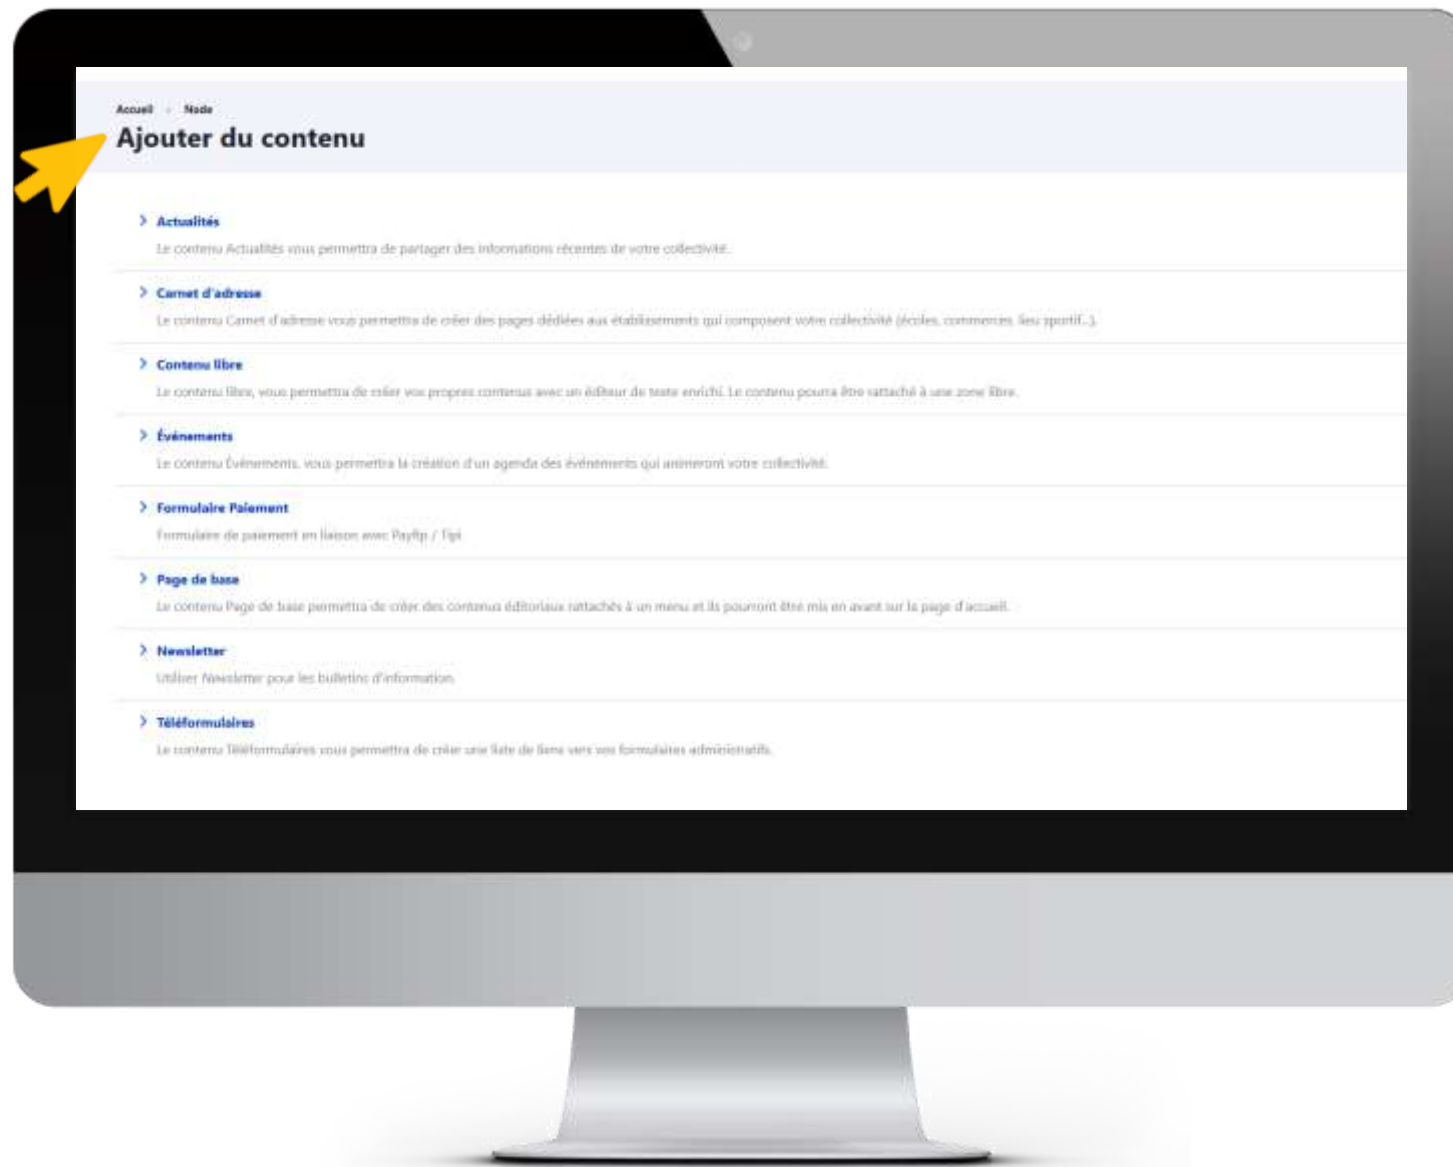 Accueil Node
Ajouter du contenu
Actualités
Le contenu Actualités vous permettra de partager des informations récentes de votre collectivité.
Carnet d'adresse
Le contenu Carnet d'adresse vous permettra de créer des pages dédiées aux établissements qui composent votre collectivité (écoles, commerces, lieu sportif...).
Contenu libre
Le contenu libre, vous permettra de créer vos propres contenus avec un éditeur de texte enrichi. Le contenu pourra être rattaché à une zone libre.
Événements
Le contenu Événements, vous permettra la création d'un agenda des événements qui animeront votre collectivité.
Formulaire Paiement
Formulaire de paiement en liaison avec Payfip / Tipi
Page de base
Le contenu Page de base permettra de créer des contenus éditoriaux rattachés à un menu et ils pourront être mis en avant sur la page d'accueil.
Newsletter
Utiliser Newsletter pour les bulletins d'information.
Téléformulaires
Le contenu Téléformulaires vous permettra de créer une liste de liens vers vos formulaires administratifs.